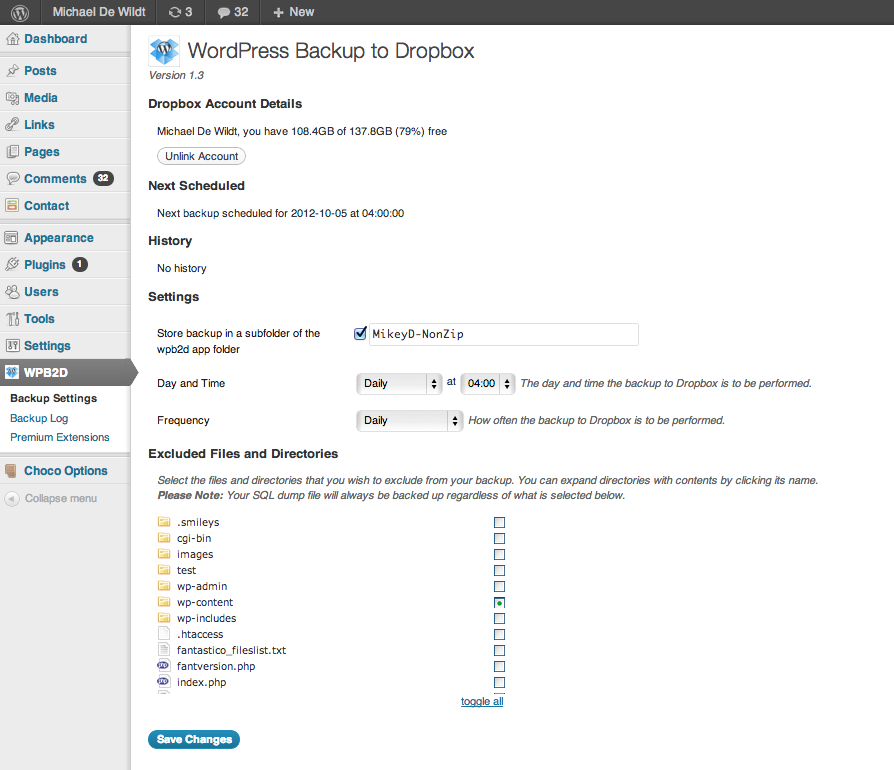 Michael De Wildt 3 32 + New
Dashboard
Posts
Media
Links
Pages
Comments 32
Contact
Appearance
Plugins 1
Users
Tools
Settings
WPB2D
Backup Settings
Backup Log
Premium Extensions
Choco Options
Collapse menu
WordPress Backup to Dropbox
Version 1.3
Dropbox Account Details
Michael De Wildt, you have 108.4GB of 137.8GB (79%) free
Unlink Account
Next Scheduled
Next backup scheduled for 2012-10-05 at 04:00:00
History
No history
Settings
Store backup in a subfolder of the MikeyD-NonZip
wpb2d app folder
Day and Time Daily at 04:00 The day and time the backup to Dropbox is to be performed.
Frequency Daily How often the backup to Dropbox is to be performed.
Excluded Files and Directories
Select the files and directories that you wish to exclude from your backup. You can expand directories with contents by clicking its name.
Please Note: Your SQL dump file will always be backed up regardless of what is selected below.
.smileys
cgi-bin
images
test
wp-admin
wp-content
wp-includes
.htaccess
fantastico_fileslist.txt
php fantversion.php
php index.php
toggle all
Save Changes